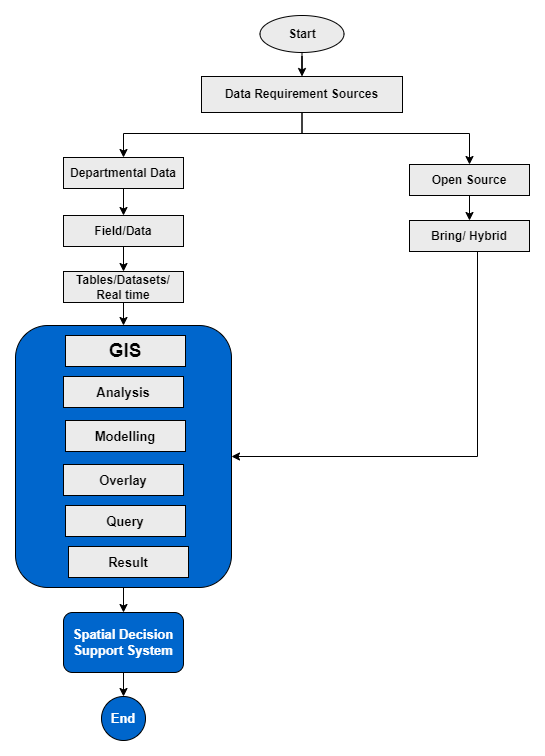 Start
Data Requirement Sources
Departmental Data
Open Source
Field/Data
Bring/ Hybrid
Tables/Datasets/
Real time
GIS
Analysis
Modelling
Overlay
Query
Result
Spatial Decision
Support System
End